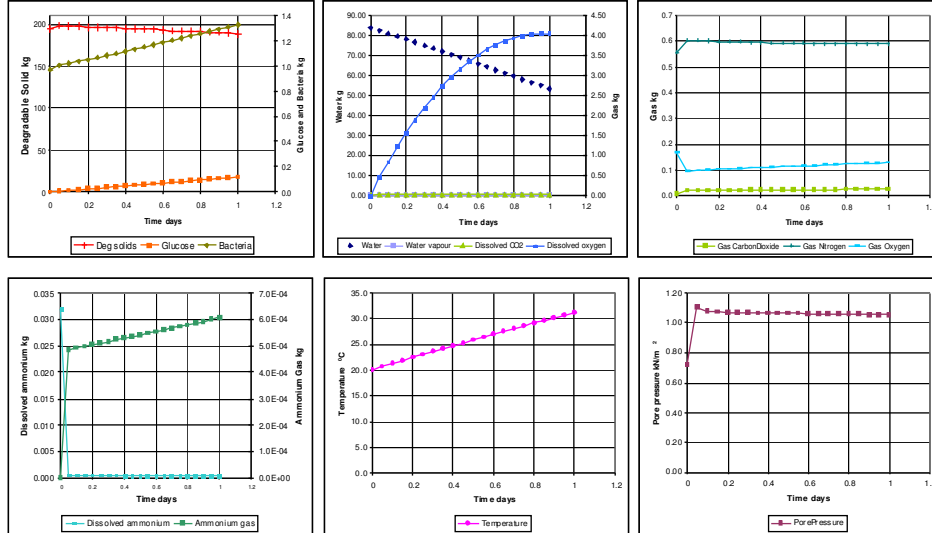 200
150
100
50
0
Deagradable Solid kg
1.4
1.2
1.0
0.8
0.6
0.4
0.2
0.0
Glucose and Bacteria kg
0 0.2 0.4 0.6 0.8 1 1.2
Time days
Deg solids Glucose Bacteria
90.00
80.00
70.00
60.00
50.00
40.00
30.00
20.00
10.00
0.00
Water kg
4.50
4.00
3.50
3.00
2.50
2.00
1.50
1.00
0.50
0.00
Gas kg
0 0.2 0.4 0.6 0.8 1 1.2
Time days
Water Water vapour Dissolved CO2 Dissolved oxygen
0.7
0.6
0.5
0.4
0.3
0.2
0.1
0
Gas kg
0 0.2 0.4 0.6 0.8 1 1.
Time days
Gas CarbonDioxide Gas Nitrogen Gas Oxygen
0.035
0.030
0.025
0.021
0.016
0.011
0.005
0.000
Dissolved ammonium kg
7.0E-04
6.0E-04
5.0E-04
4.0E-04
3.0E-04
2.0E-04
1.0E-04
0.0E+00
Ammonium Gas kg
0 0.2 0.4 0.6 0.8 1 1.2
Time days
Dissolved ammonium Ammonium gas
35.0
30.0
25.0
20.0
15.0
10.0
5.0
0.0
Temperature ºC
0 0.2 0.4 0.6 0.8 1 1.2
Time days
Temperature
1.20
1.00
0.80
0.60
0.40
0.20
0.00
Pore pressure kN/m ²
0 0.2 0.4 0.6 0.8 1 1.
Time days
PorePressure